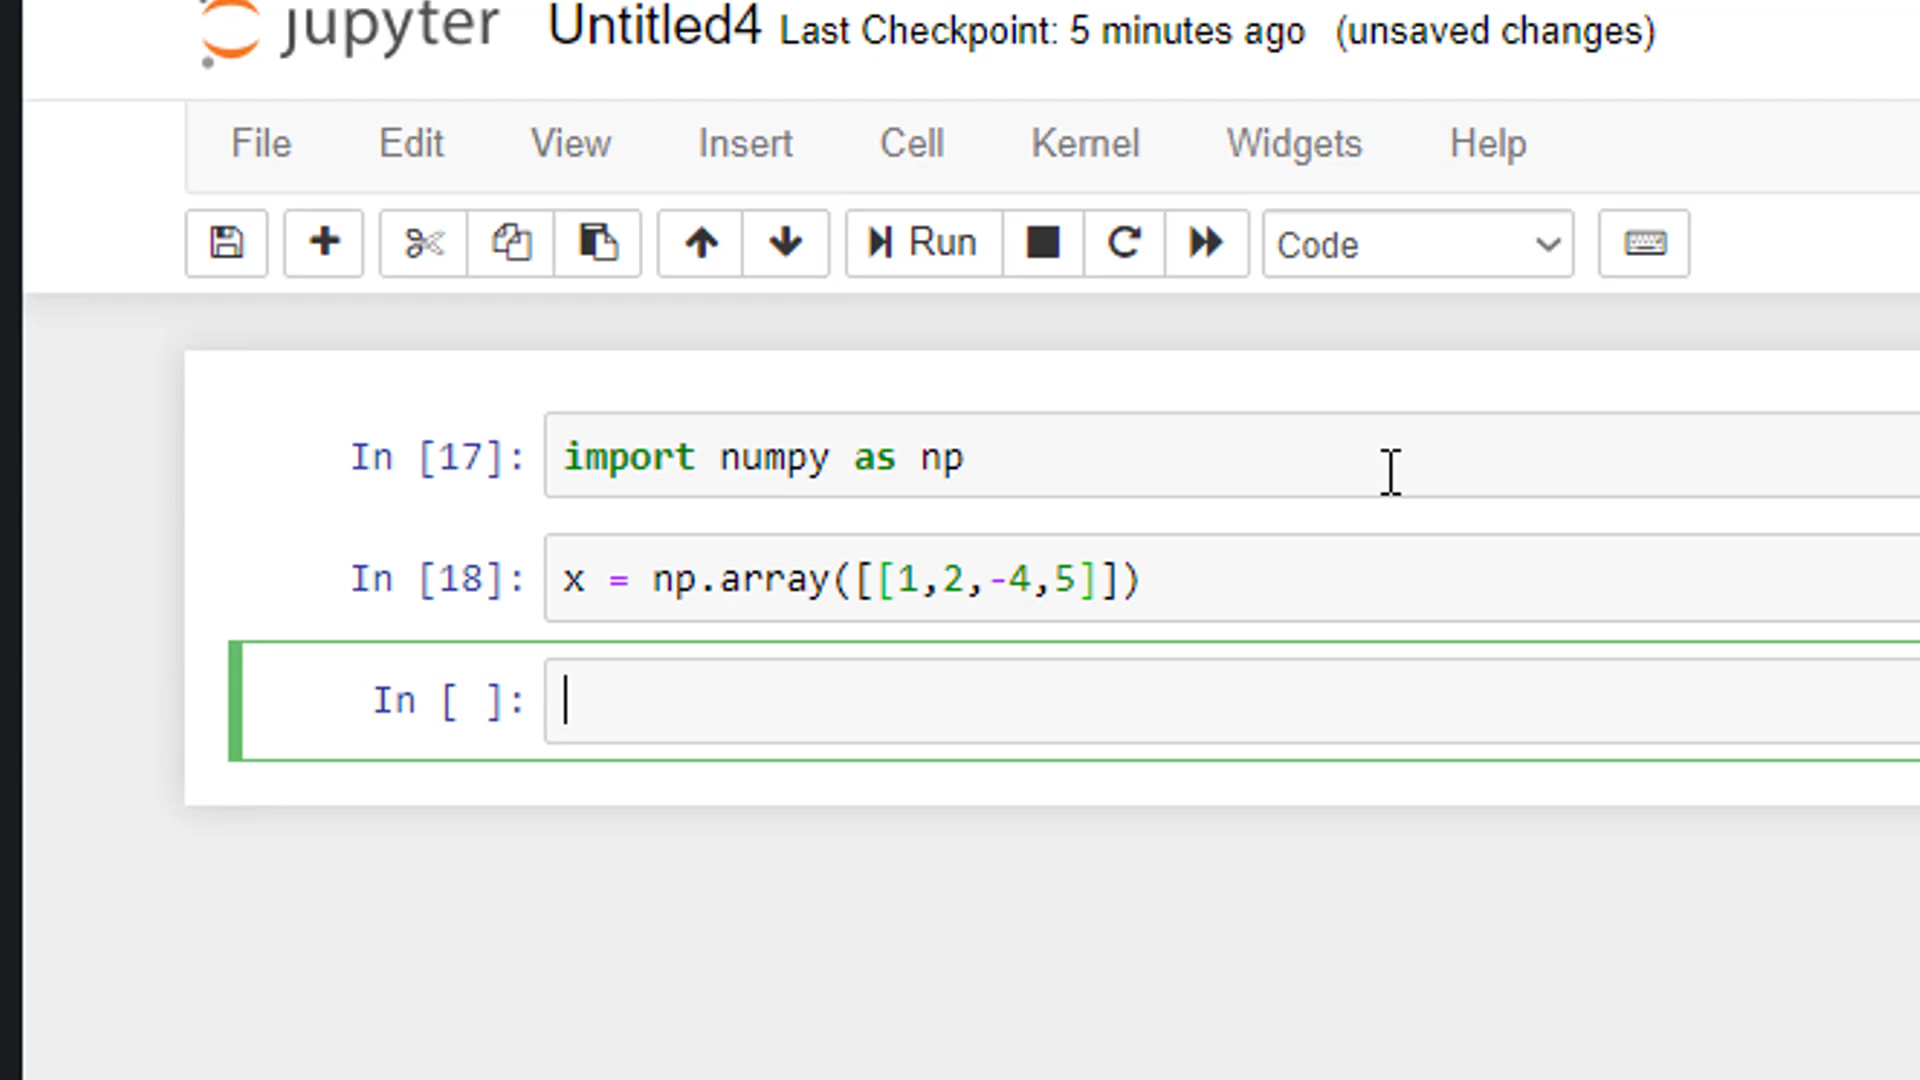 jupyter Untitled4 Last Checkpoint: 5 minutes ago (unsaved changes)
File Edit View Insert Cell Kernel Widgets Help
Run Code
In [17]: import numpy as np
In [18]: x = np.array([[1,2,-4,5]])
In [ ]: